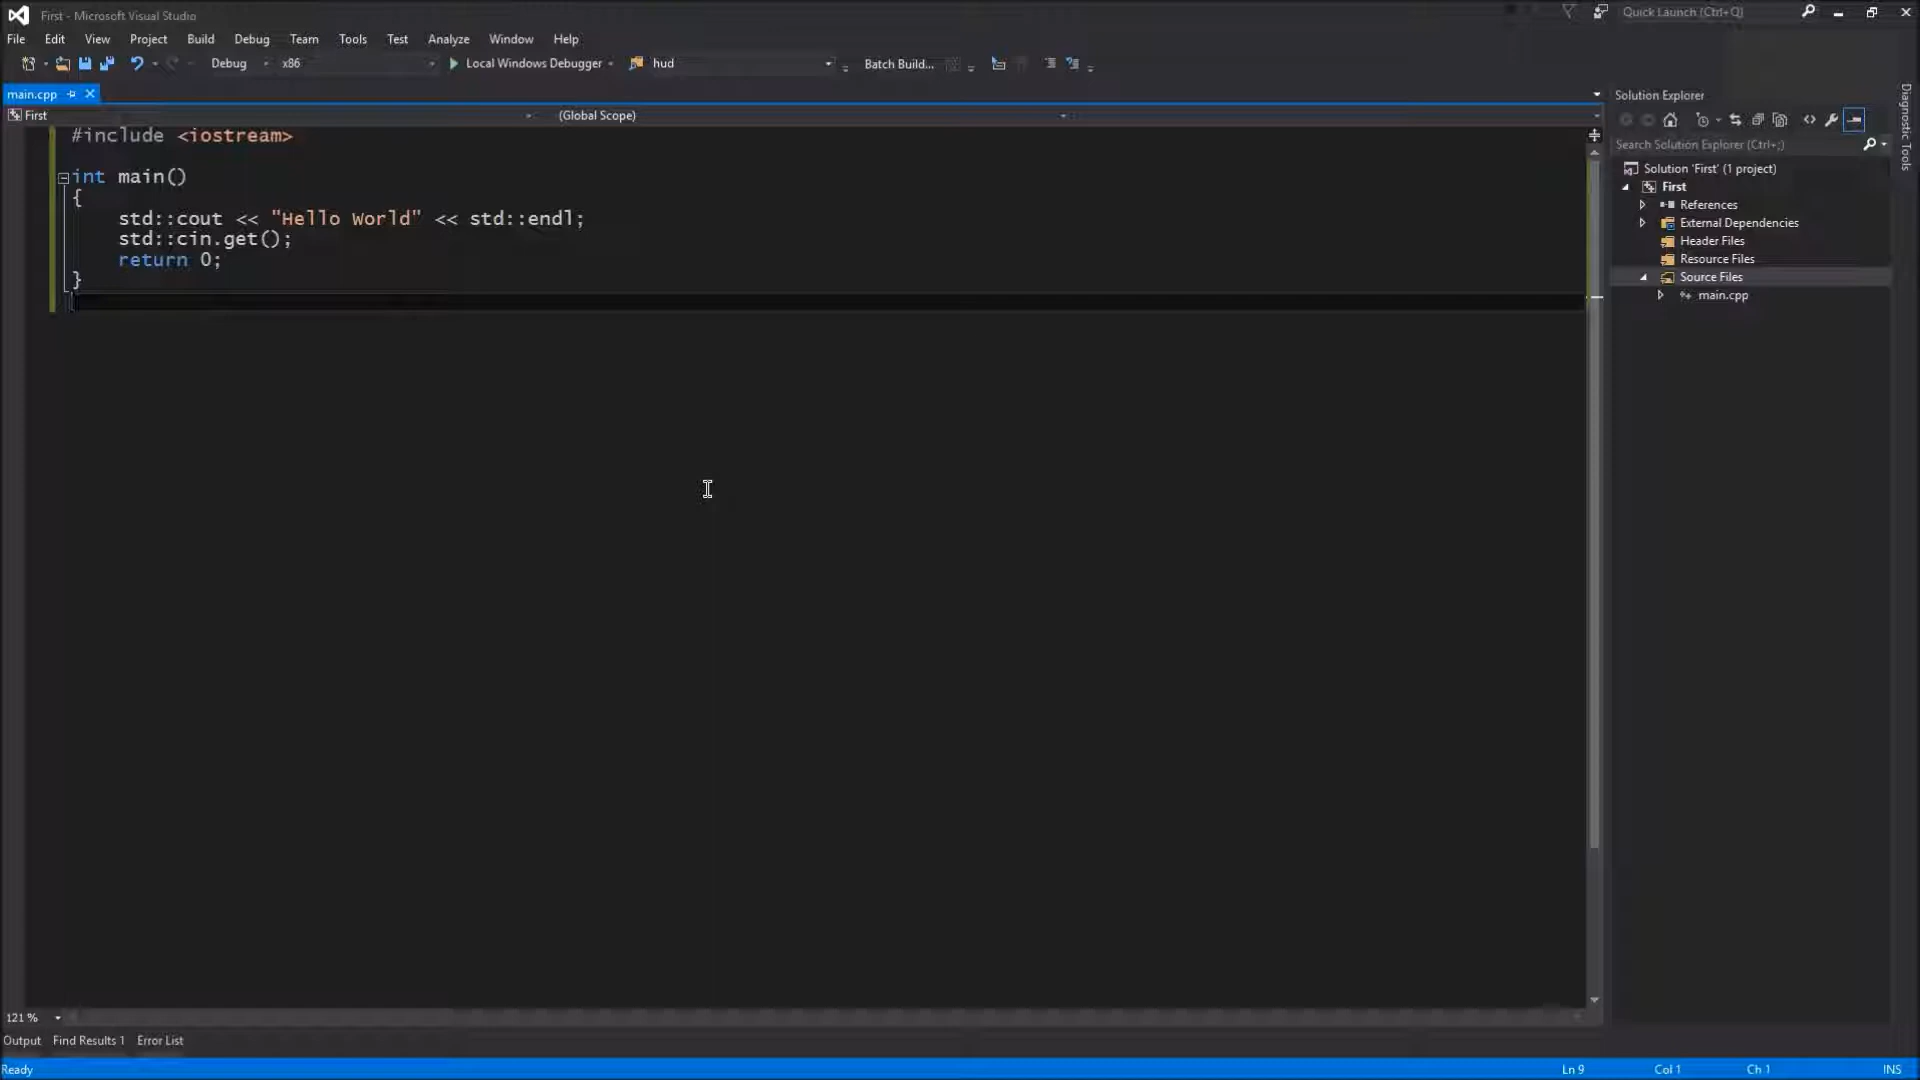 First - Microsoft Visual Studio
Quick Launch (Ctrl+Q)
File Edit View Project Build Debug Team Tools Test Analyze Window Help
Debug x86 Local Windows Debugger hud Batch Build...
main.cpp
Solution Explorer
First (Global Scope)
Search Solution Explorer (Ctrl+;)
#include <iostream>
int main()
{
std::cout << "Hello World" << std::endl;
std::cin.get();
return 0;
}
Solution 'First' (1 project)
First
References
External Dependencies
Header Files
Resource Files
Source Files
main.cpp
Diagnostic Tools
121 %
Output Find Results 1 Error List
Ready Ln 9 Col 1 Ch 1 INS